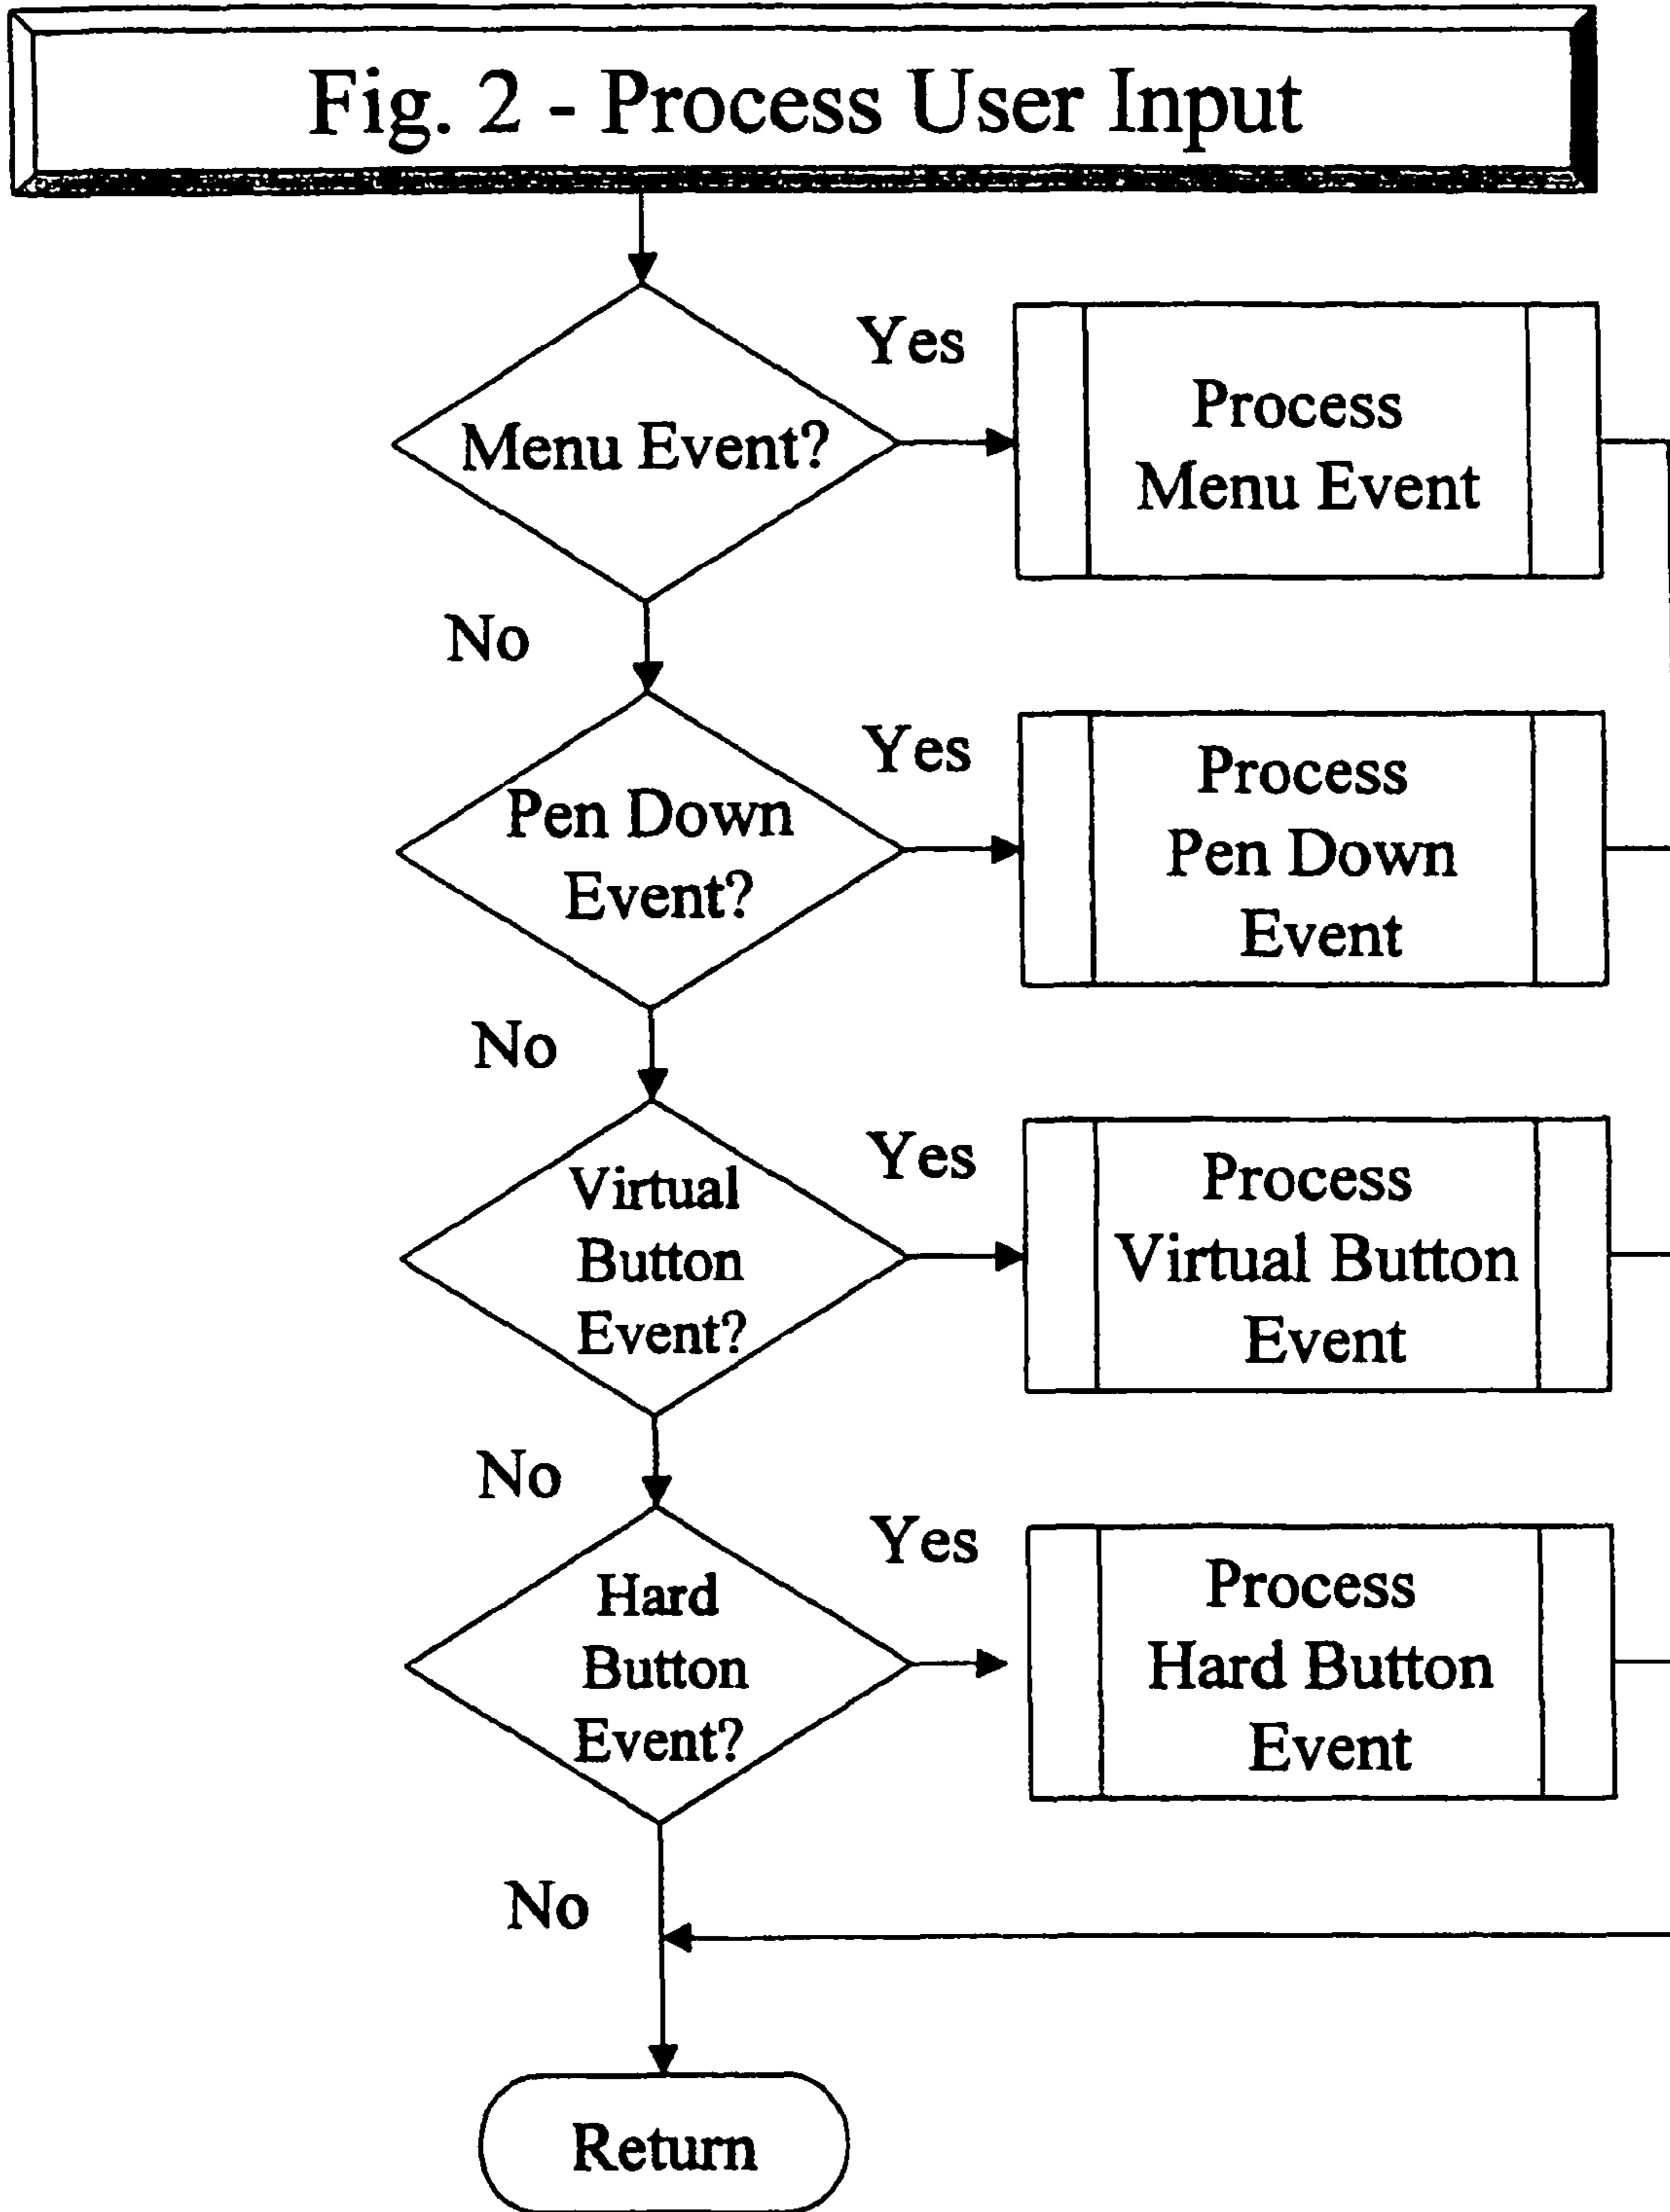 Fig. 2 - Process User Input
Menu Event?
Yes
Process
Menu Event
No
Pen Down
Event?
Yes
Process
Pen Down
Event
No
Virtual
Button
Event?
Yes
Process
Virtual Button
Event
No
Hard
Button
Event?
Yes
Process
Hard Button
Event
No
Return